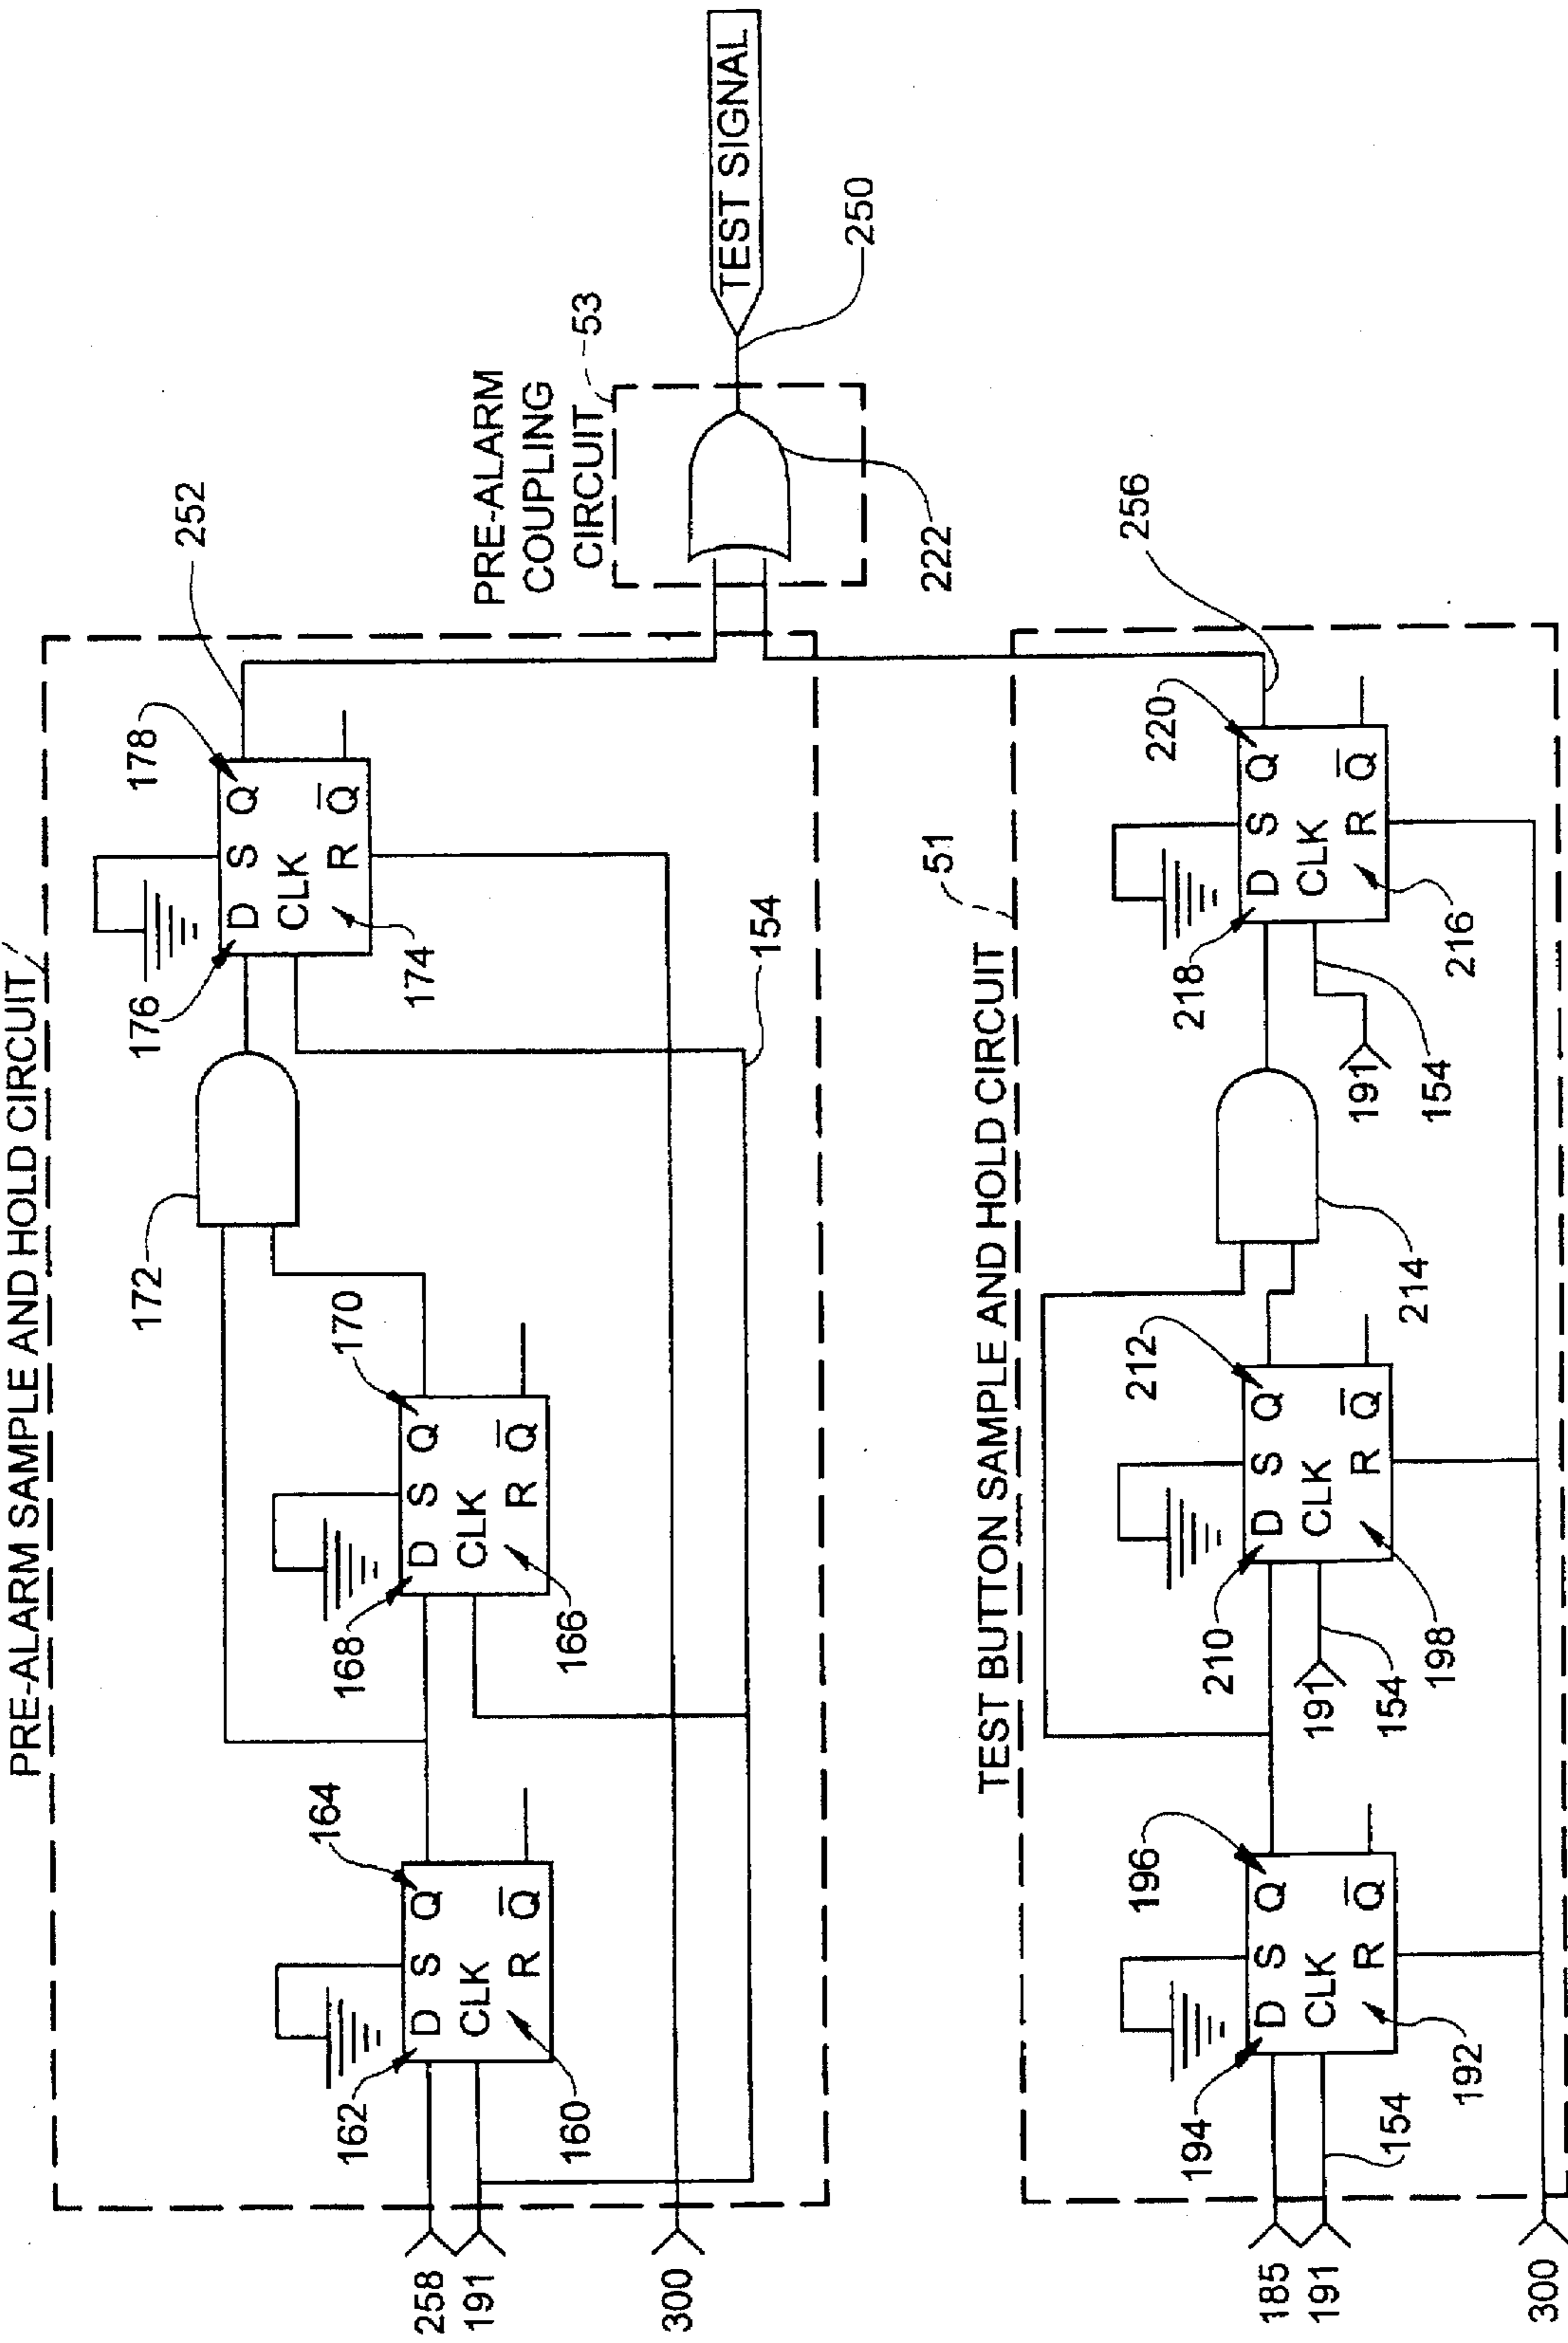 PRE-ALARM SAMPLE AND HOLD CIRCUIT
258
191
300
162
D
S
Q
CLK
R
Q̅
164
160
168
D
S
Q
CLK
R
Q̅
170
166
172
176
D
S
Q
CLK
R
Q̅
178
174
154
252
PRE-ALARM
COUPLING
CIRCUIT
53
222
250
TEST SIGNAL
TEST BUTTON SAMPLE AND HOLD CIRCUIT
51
185
191
300
194
D
S
Q
CLK
R
Q̅
196
192
154
210
D
S
Q
CLK
R
Q̅
212
198
191
154
214
218
D
S
Q
CLK
R
Q̅
220
216
191
154
256